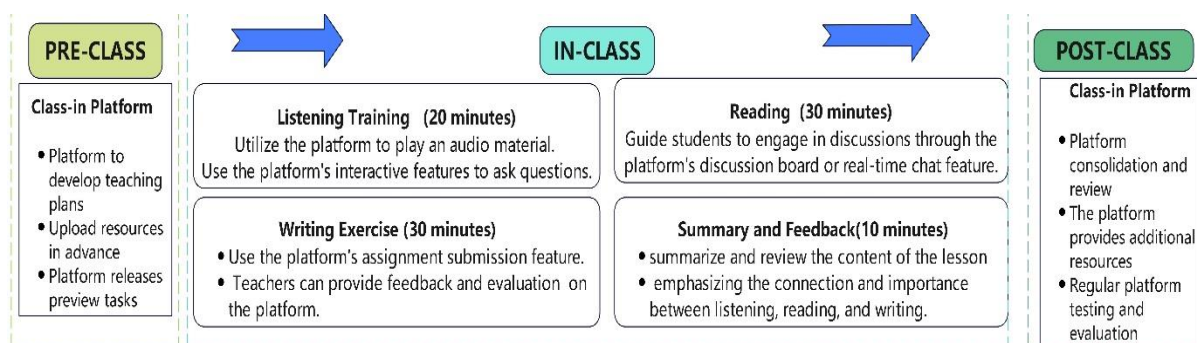 PRE-CLASS
Class-in Platform
• Platform to
develop teaching
plans
• Upload resources
in advance
• Platform releases
preview tasks
IN-CLASS
Listening Training (20 minutes)
Utilize the platform to play an audio material.
Use the platform's interactive features to ask questions.
Reading (30 minutes)
Guide students to engage in discussions through the
platform's discussion board or real-time chat feature.
Writing Exercise (30 minutes)
• Use the platform's assignment submission feature.
• Teachers can provide feedback and evaluation on
the platform.
Summary and Feedback(10 minutes)
• summarize and review the content of the lesson
• emphasizing the connection and importance
between listening, reading, and writing.
POST-CLASS
Class-in Platform
• Platform
consolidation and
review
• The platform
provides additional
resources
• Regular platform
testing and
evaluation